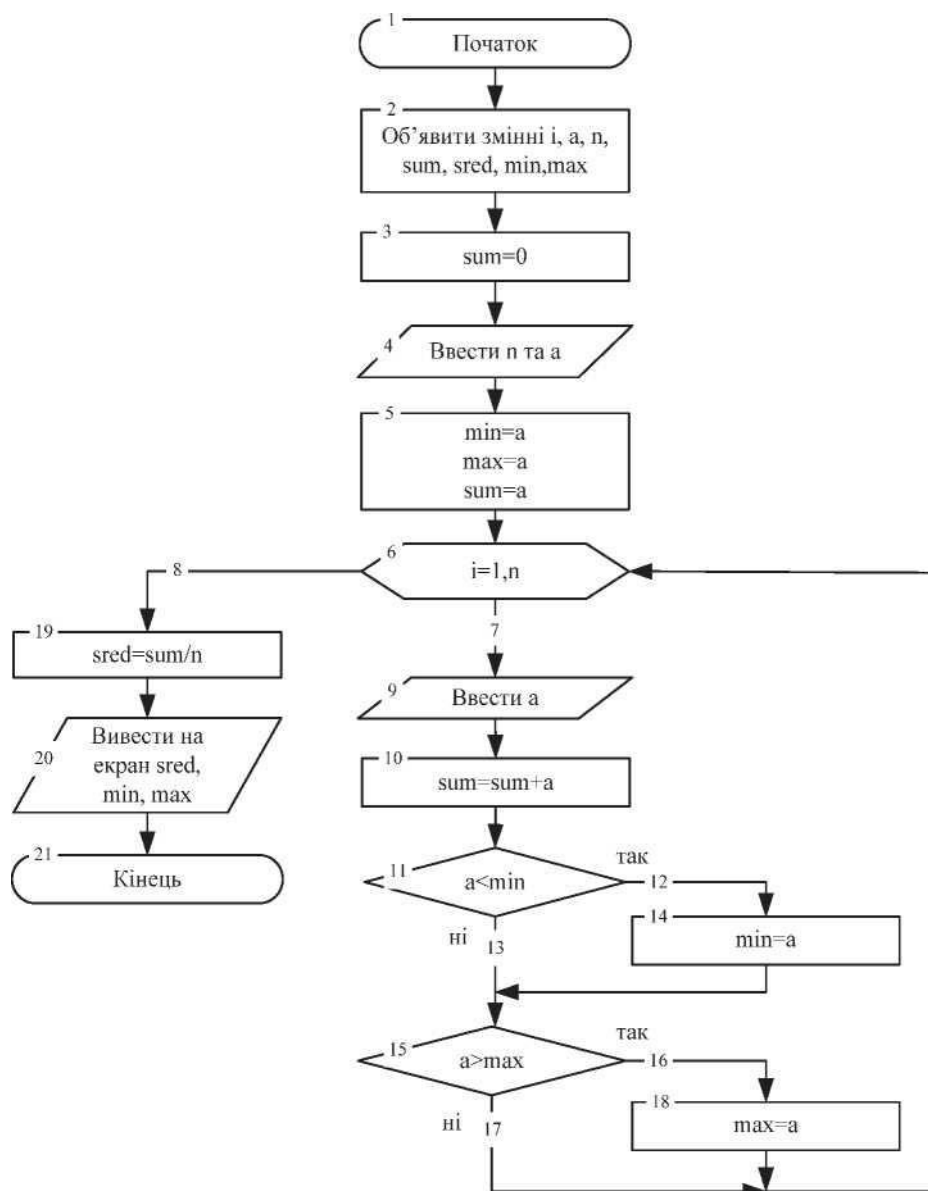 1
Початок
2
Об’явити змінні i, a, n,
sum, sred, min,max
3
sum=0
4
Ввести n та a
5
min=a
max=a
sum=a
6
i=1,n
8
7
19
sred=sum/n
9
Ввести a
20
Вивести на
екран sred,
min, max
10
sum=sum+a
21
Кінець
11
a<min
так
12
ні
13
14
min=a
15
a>max
так
16
ні
17
18
max=a